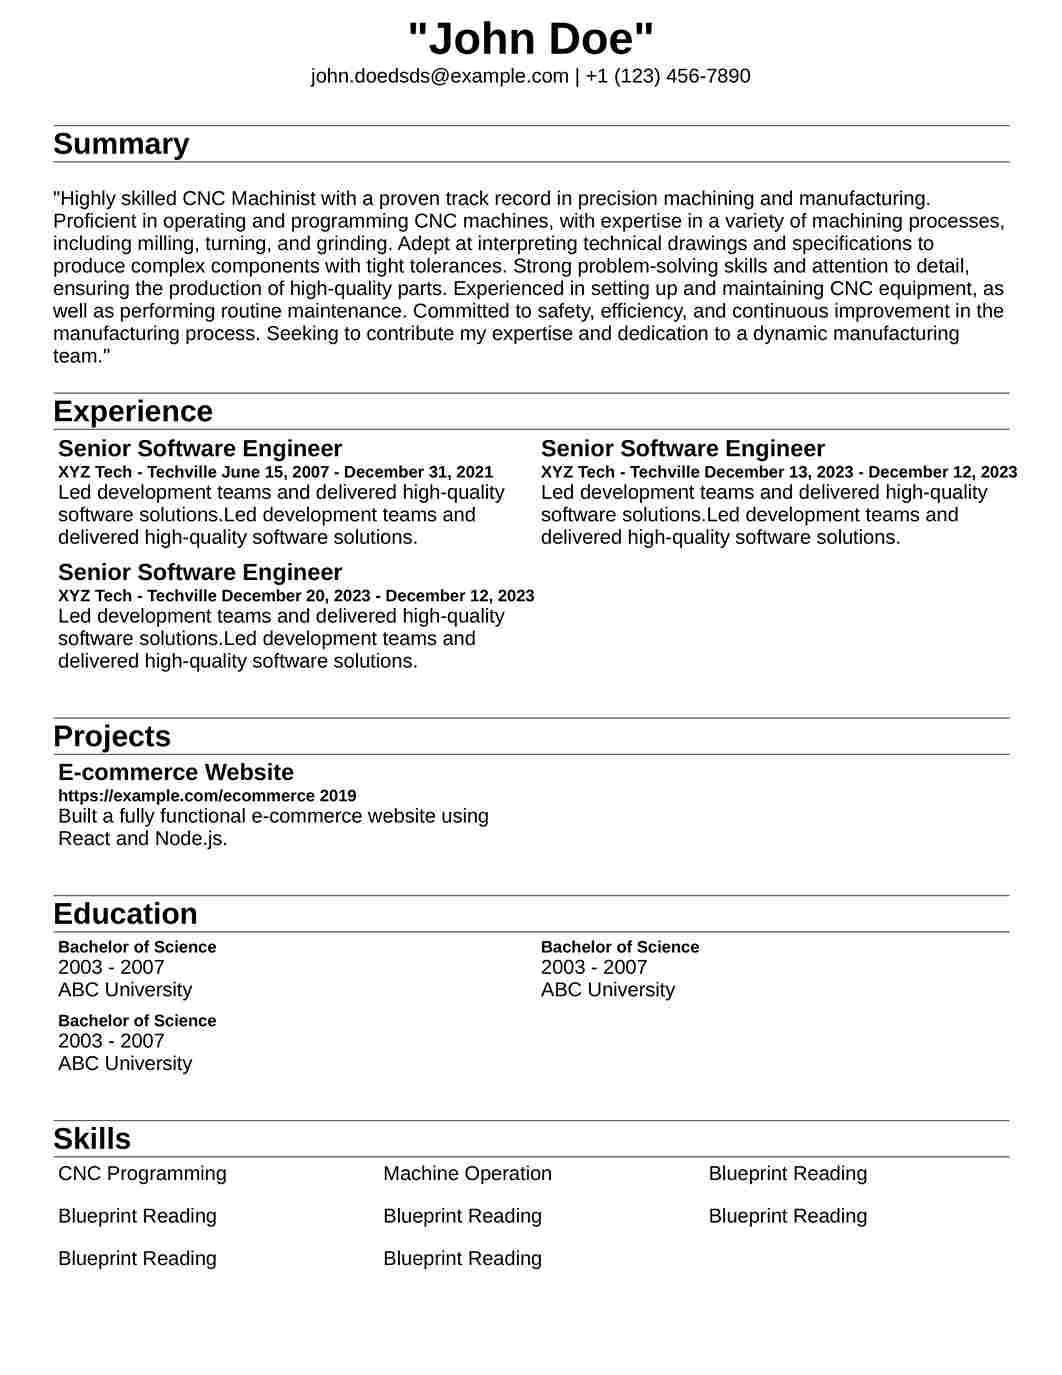 "John Doe"
john.doedsds@example.com | +1 (123) 456-7890
Summary
"Highly skilled CNC Machinist with a proven track record in precision machining and manufacturing.
Proficient in operating and programming CNC machines, with expertise in a variety of machining processes,
including milling, turning, and grinding. Adept at interpreting technical drawings and specifications to
produce complex components with tight tolerances. Strong problem-solving skills and attention to detail,
ensuring the production of high-quality parts. Experienced in setting up and maintaining CNC equipment, as
well as performing routine maintenance. Committed to safety, efficiency, and continuous improvement in the
manufacturing process. Seeking to contribute my expertise and dedication to a dynamic manufacturing
team."
Experience
Senior Software Engineer
XYZ Tech - Techville June 15, 2007 - December 31, 2021
Led development teams and delivered high-quality
software solutions.Led development teams and
delivered high-quality software solutions.
Senior Software Engineer
XYZ Tech - Techville December 13, 2023 - December 12, 2023
Led development teams and delivered high-quality
software solutions.Led development teams and
delivered high-quality software solutions.
Senior Software Engineer
XYZ Tech - Techville December 20, 2023 - December 12, 2023
Led development teams and delivered high-quality
software solutions.Led development teams and
delivered high-quality software solutions.
Projects
E-commerce Website
https://example.com/ecommerce 2019
Built a fully functional e-commerce website using
React and Node.js.
Education
Bachelor of Science
2003 - 2007
ABC University
Bachelor of Science
2003 - 2007
ABC University
Bachelor of Science
2003 - 2007
ABC University
Skills
CNC Programming
Machine Operation
Blueprint Reading
Blueprint Reading
Blueprint Reading
Blueprint Reading
Blueprint Reading
Blueprint Reading